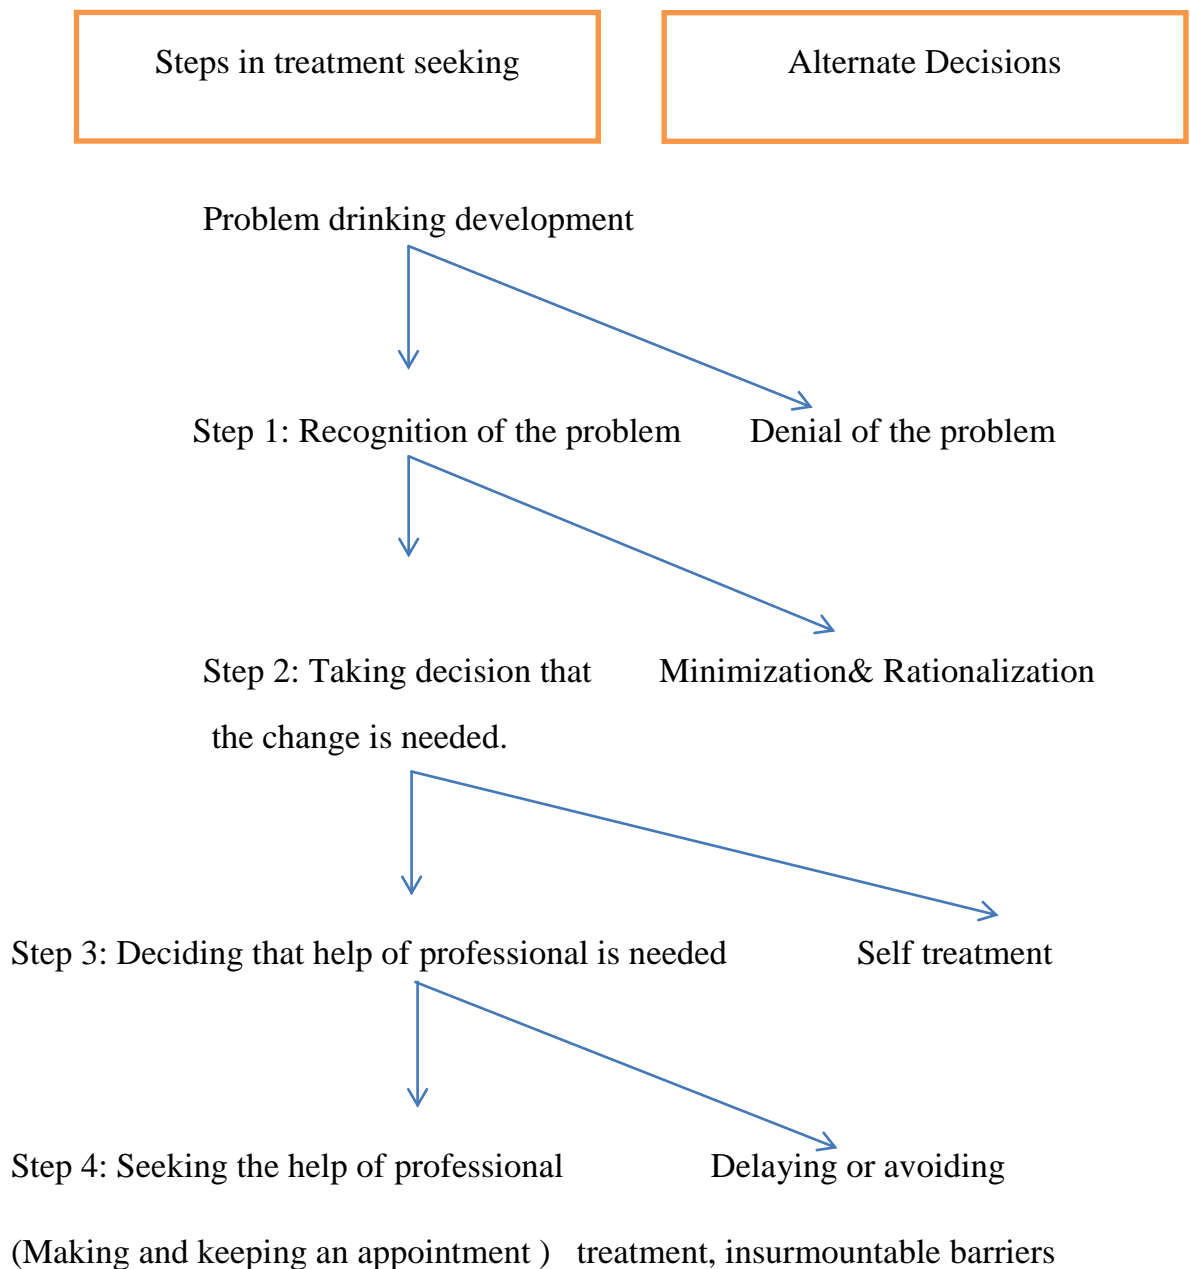 Steps in treatment seeking
Alternate Decisions
Problem drinking development
Step 1: Recognition of the problem Denial of the problem
Step 2: Taking decision that Minimization& Rationalization
the change is needed.
Step 3: Deciding that help of professional is needed Self treatment
Step 4: Seeking the help of professional Delaying or avoiding
(Making and keeping an appointment ) treatment, insurmountable barriers